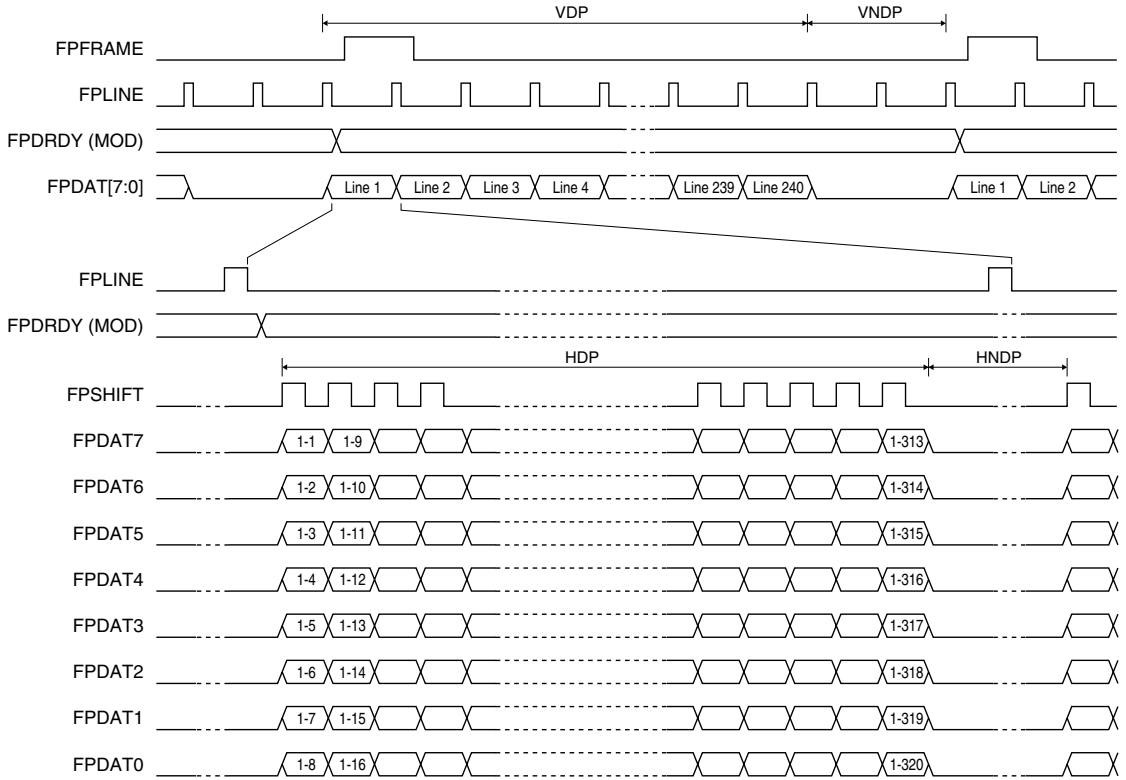 VDP VNDP
FPFRAME
FPLINE
FPDRDY (MOD)
FPDAT[7:0] Line 1 Line 2 Line 3 Line 4 Line 239 Line 240 Line 1 Line 2
FPLINE
FPDRDY (MOD)
HDP HNDP
FPSHIFT
FPDAT7 1-1 1-9 1-313
FPDAT6 1-2 1-10 1-314
FPDAT5 1-3 1-11 1-315
FPDAT4 1-4 1-12 1-316
FPDAT3 1-5 1-13 1-317
FPDAT2 1-6 1-14 1-318
FPDAT1 1-7 1-15 1-319
FPDAT0 1-8 1-16 1-320